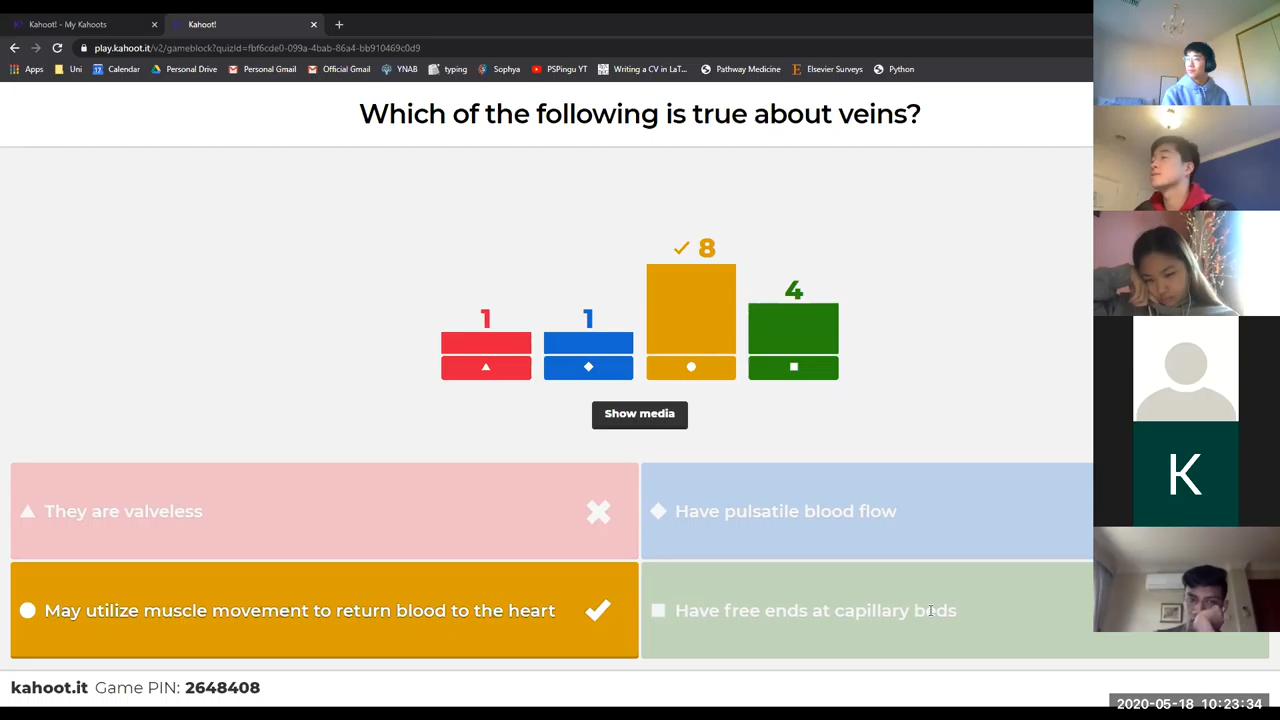 Kahoot! - My Kahoots
Kahoot!
play.kahoot.it/v2/gameblock?quizId=fbf6cde0-099a-4bab-86a4-bb910469c0d9
Apps Uni Calendar Personal Drive Personal Gmail Official Gmail YNAB typing Sophya PSPingu YT Writing a CV in LaT... Pathway Medicine Elsevier Surveys Python
Which of the following is true about veins?
1 1 8 4
Show media
They are valveless
Have pulsatile blood flow
May utilize muscle movement to return blood to the heart
Have free ends at capillary beds
K
kahoot.it Game PIN: 2648408
2020-05-18 10:23:34